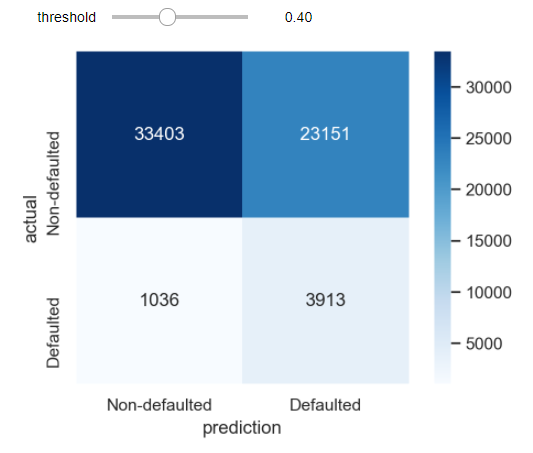 threshold 0.40
33403 23151
1036 3913
actual
Non-defaulted
Defaulted
Non-defaulted Defaulted
prediction
30000
25000
20000
15000
10000
5000